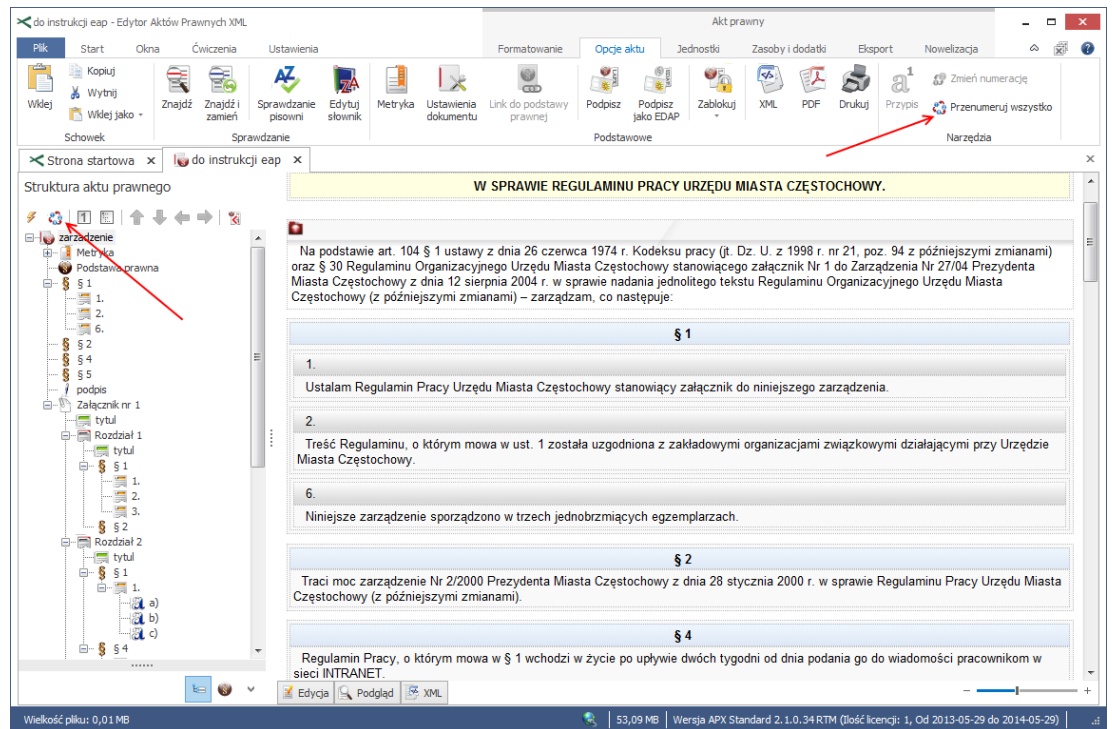 do instrukcji eap - Edytor Aktów Prawnych XML
Akt prawny
Plik Start Okna Ćwiczenia Ustawienia Formatowanie Opcje aktu Jednostki Zasoby i dodatki Eksport Nowelizacja
Wklej
Kopiuj
Wytnij
Wklej jako
Schowek
Znajdź
Znajdź i zamień
Sprawdzanie pisowni
Edytuj słownik
Sprawdzanie
Metryka
Ustawienia dokumentu
Link do podstawy prawnej
Podpisz
Podpisz jako EDAP
Zablokuj
XML
PDF
Drukuj
Podstawowe
Przypis
Zmień numerację
Przenumeruj wszystko
Narzędzia
Strona startowa x do instrukcji eap x
Struktura aktu prawnego
zarządzenie
Metryka
Podstawa prawna
§ 1
1.
2.
6.
§ 2
§ 4
§ 5
podpis
Załącznik nr 1
tytul
Rozdział 1
tytul
§ 1
1.
2.
3.
§ 2
Rozdział 2
tytul
§ 1
1.
a)
b)
c)
§ 4
W SPRAWIE REGULAMINU PRACY URZĘDU MIASTA CZĘSTOCHOWY.
Na podstawie art. 104 § 1 ustawy z dnia 26 czerwca 1974 r. Kodeksu pracy (jt. Dz. U. z 1998 r. nr 21, poz. 94 z późniejszymi zmianami)
oraz § 30 Regulaminu Organizacyjnego Urzędu Miasta Częstochowy stanowiącego załącznik Nr 1 do Zarządzenia Nr 27/04 Prezydenta
Miasta Częstochowy z dnia 12 sierpnia 2004 r. w sprawie nadania jednolitego tekstu Regulaminu Organizacyjnego Urzędu Miasta
Częstochowy (z późniejszymi zmianami) – zarządzam, co następuje:
§ 1
1.
Ustalam Regulamin Pracy Urzędu Miasta Częstochowy stanowiący załącznik do niniejszego zarządzenia.
2.
Treść Regulaminu, o którym mowa w ust. 1 została uzgodniona z zakładowymi organizacjami związkowymi działającymi przy Urzędzie
Miasta Częstochowy.
6.
Niniejsze zarządzenie sporządzono w trzech jednobrzmiących egzemplarzach.
§ 2
Traci moc zarządzenie Nr 2/2000 Prezydenta Miasta Częstochowy z dnia 28 stycznia 2000 r. w sprawie Regulaminu Pracy Urzędu Miasta
Częstochowy (z późniejszymi zmianami).
§ 4
Regulamin Pracy, o którym mowa w § 1 wchodzi w życie po upływie dwóch tygodni od dnia podania go do wiadomości pracownikom w
sieci INTRANET.
Edycja Podgląd XML
Wielkość pliku: 0,01 MB 53,09 MB Wersja APX Standard 2.1.0.34 RTM (Ilość licencji: 1, Od 2013-05-29 do 2014-05-29)